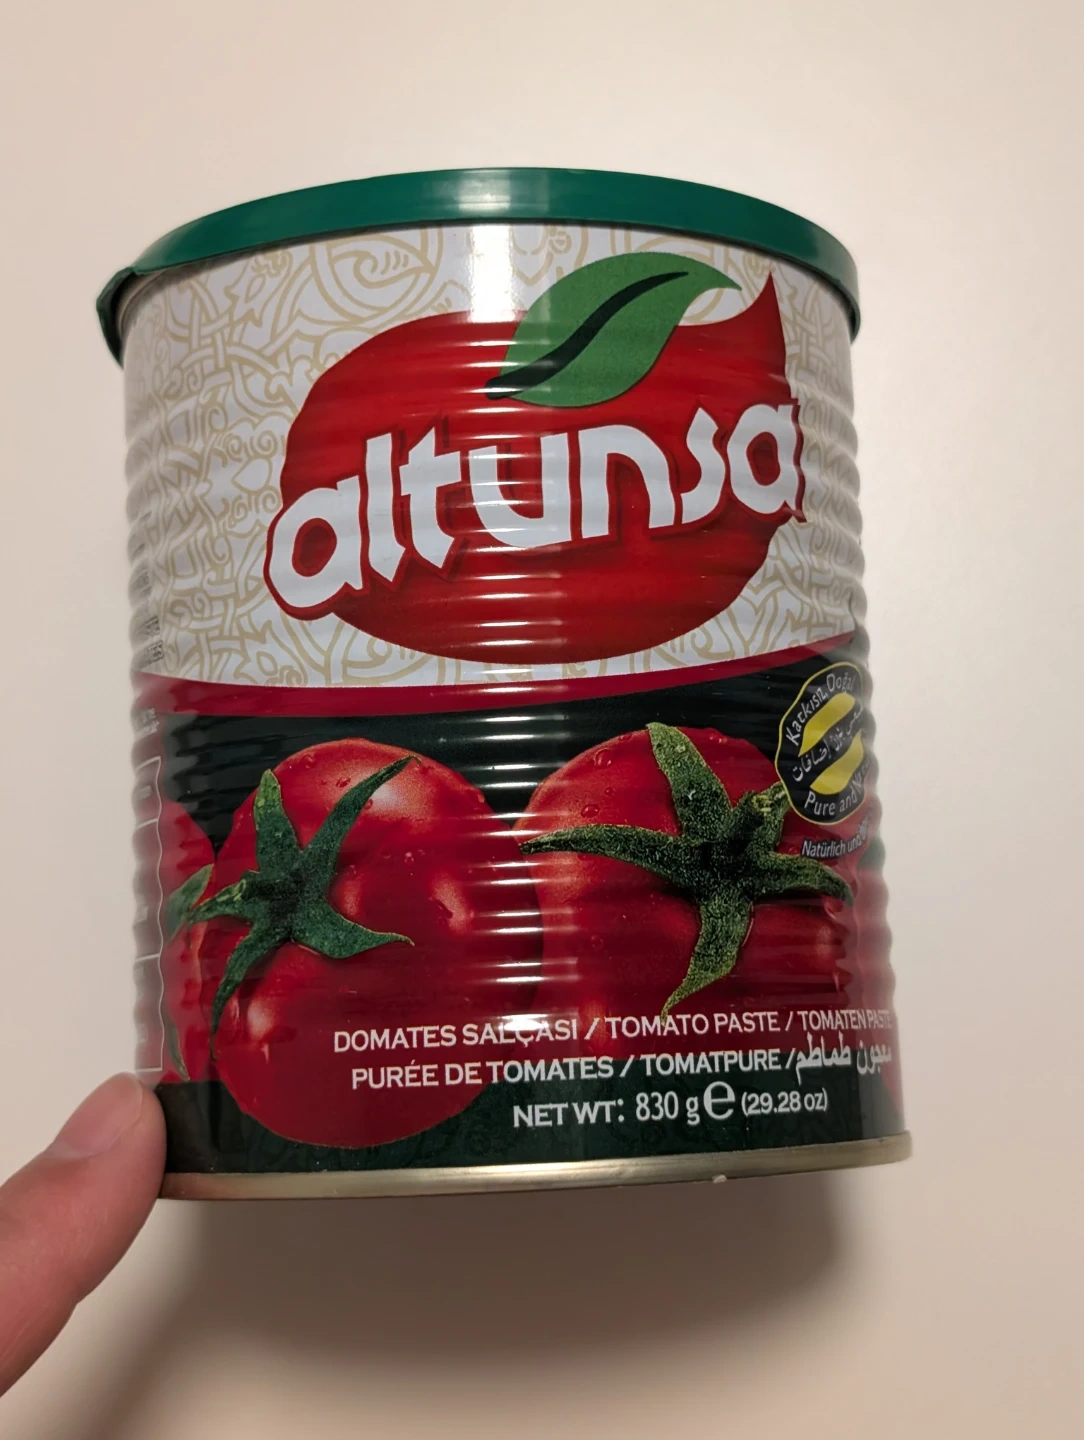 altunsa
Katkısız, Doğal
Pure and
Natürlich und
DOMATES SALÇASI / TOMATO PASTE / TOMATEN PASTE
PURÉE DE TOMATES / TOMATPURE / معجون طماطم
NET WT: 830 g e (29.28 oz)